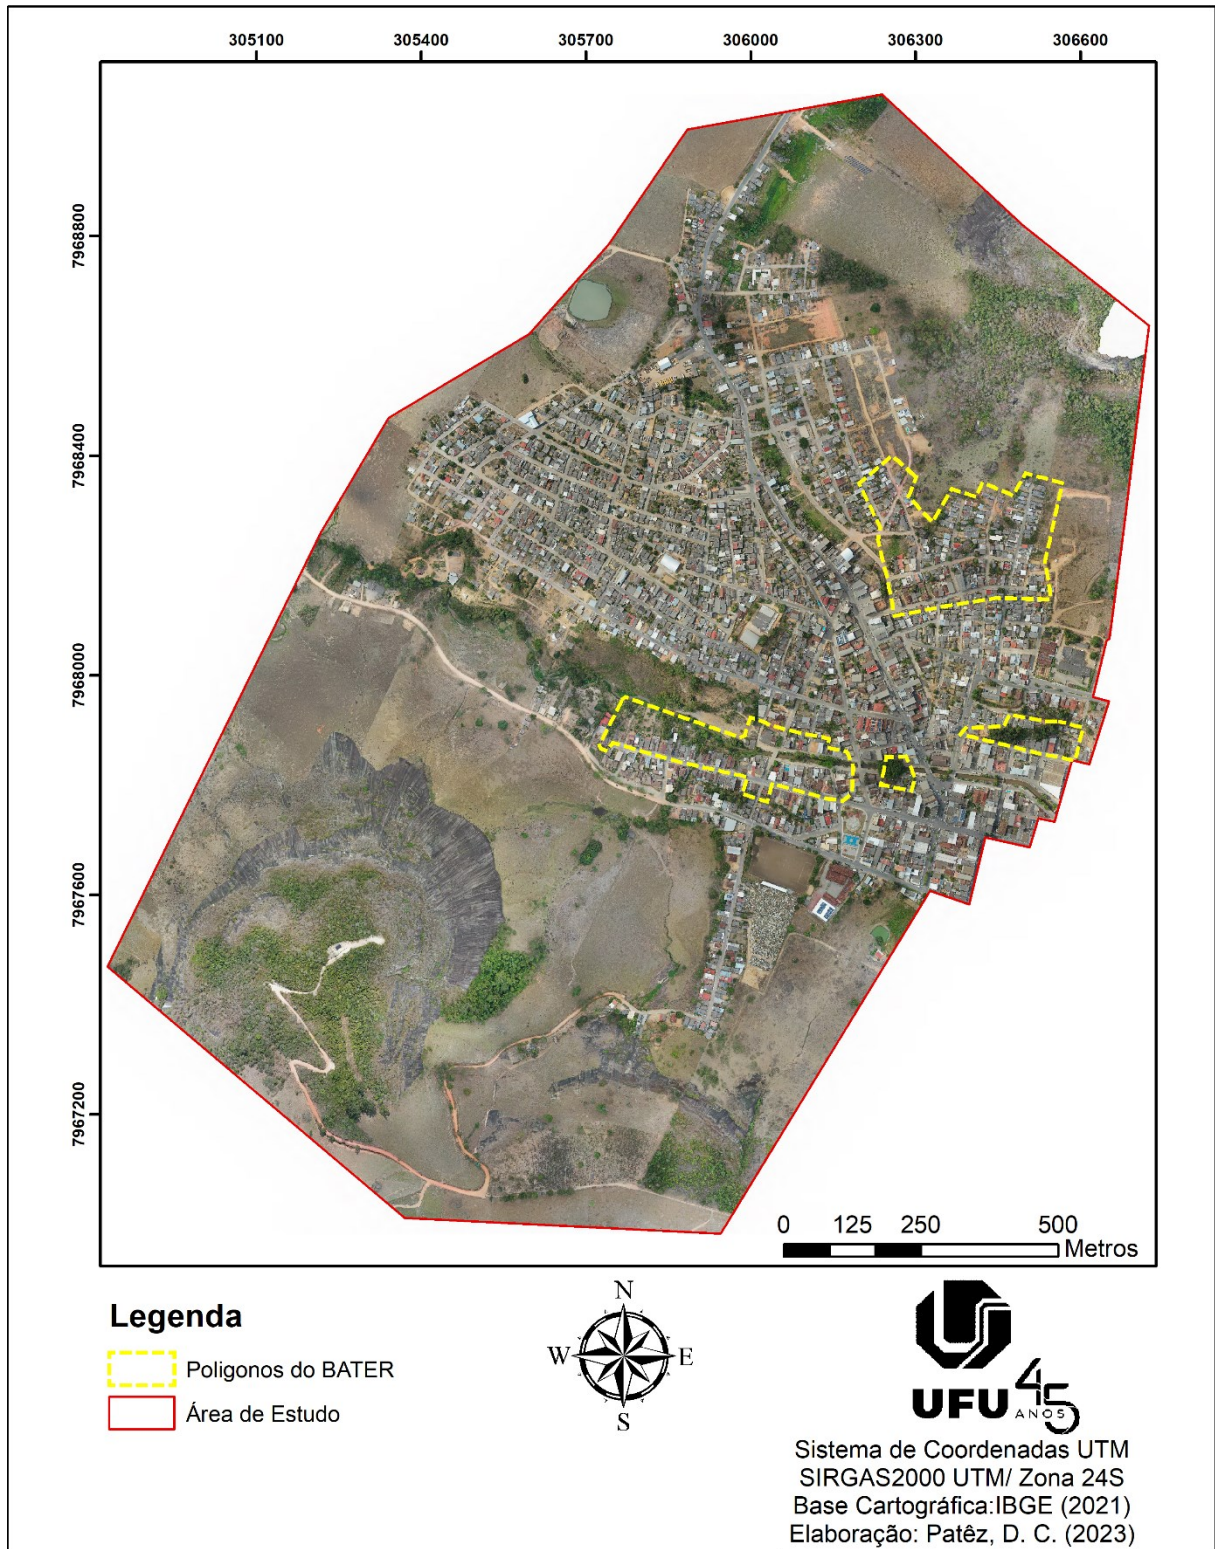 305100 305400 305700 306000 306300 306600
7968800
7968400
7968000
7967600
7967200
0 125 250 500
Metros
Legenda
Poligonos do BATER
Área de Estudo
N
W E
S
UFU 45
ANOS
Sistema de Coordenadas UTM
SIRGAS2000 UTM/ Zona 24S
Base Cartográfica:IBGE (2021)
Elaboração: Patêz, D. C. (2023)